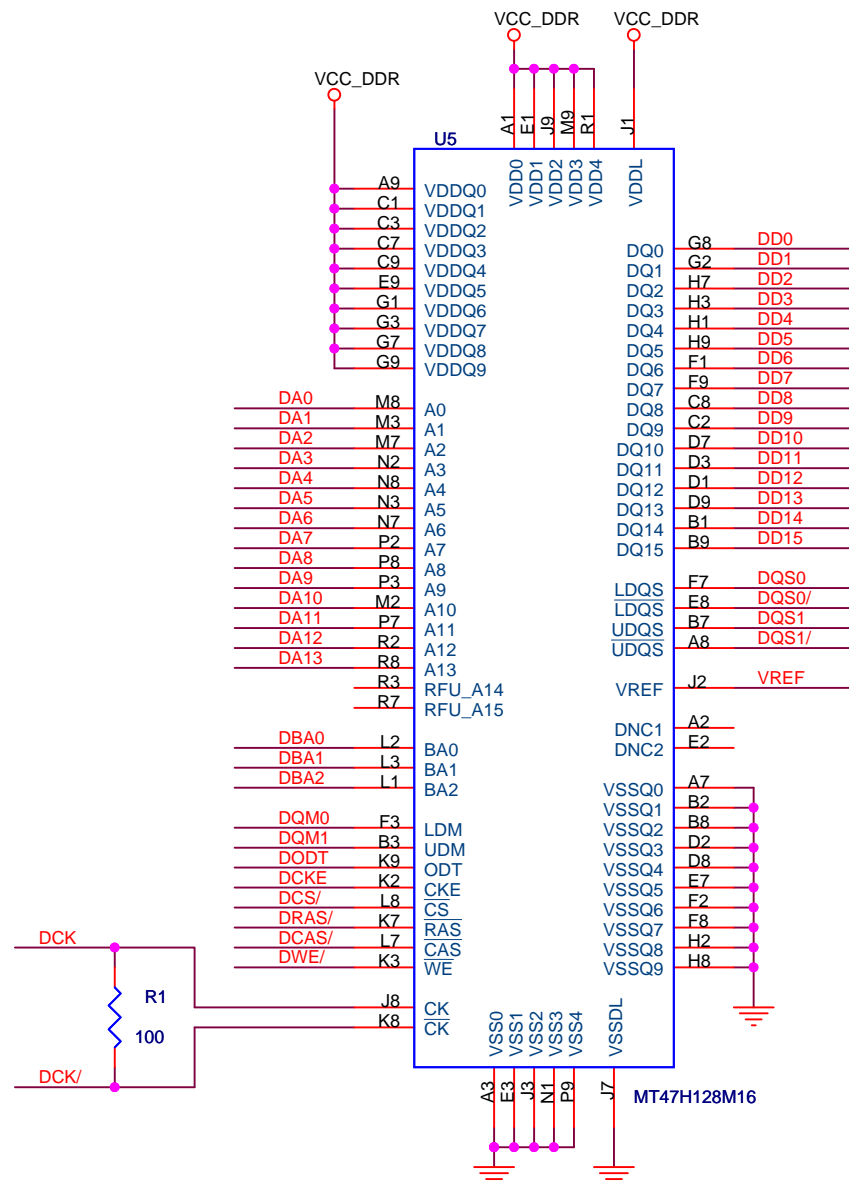 VCC_DDR VCC_DDR
VCC_DDR
U5
A1 E1 J9 M9 R1 J1
VDD0 VDD1 VDD2 VDD3 VDD4 VDDL
A9 VDDQ0
C1 VDDQ1
C3 VDDQ2
C7 VDDQ3
C9 VDDQ4
E9 VDDQ5
G1 VDDQ6
G3 VDDQ7
G7 VDDQ8
G9 VDDQ9
DA0 M8 A0
DA1 M3 A1
DA2 M7 A2
DA3 N2 A3
DA4 N8 A4
DA5 N3 A5
DA6 N7 A6
DA7 P2 A7
DA8 P8 A8
DA9 P3 A9
DA10 M2 A10
DA11 P7 A11
DA12 R2 A12
DA13 R8 A13
R3 RFU_A14
R7 RFU_A15
DBA0 L2 BA0
DBA1 L3 BA1
DBA2 L1 BA2
DQM0 F3 LDM
DQM1 B3 UDM
DODT K9 ODT
DCKE K2 CKE
DCS/ L8 CS
DRAS/ K7 RAS
DCAS/ L7 CAS
DWE/ K3 WE
DCK
J8 CK
K8 CK
R1
100
DCK/
DQ0 G8 DD0
DQ1 G2 DD1
DQ2 H7 DD2
DQ3 H3 DD3
DQ4 H1 DD4
DQ5 H9 DD5
DQ6 F1 DD6
DQ7 F9 DD7
DQ8 C8 DD8
DQ9 C2 DD9
DQ10 D7 DD10
DQ11 D3 DD11
DQ12 D1 DD12
DQ13 D9 DD13
DQ14 B1 DD14
DQ15 B9 DD15
LDQS F7 DQS0
LDQS E8 DQS0/
UDQS B7 DQS1
UDQS A8 DQS1/
VREF J2 VREF
DNC1 A2
DNC2 E2
VSSQ0 A7
VSSQ1 B2
VSSQ2 B8
VSSQ3 D2
VSSQ4 D8
VSSQ5 E7
VSSQ6 F2
VSSQ7 F8
VSSQ8 H2
VSSQ9 H8
VSS0 VSS1 VSS2 VSS3 VSS4 VSSDL
A3 E3 J3 N1 P9 J7
MT47H128M16